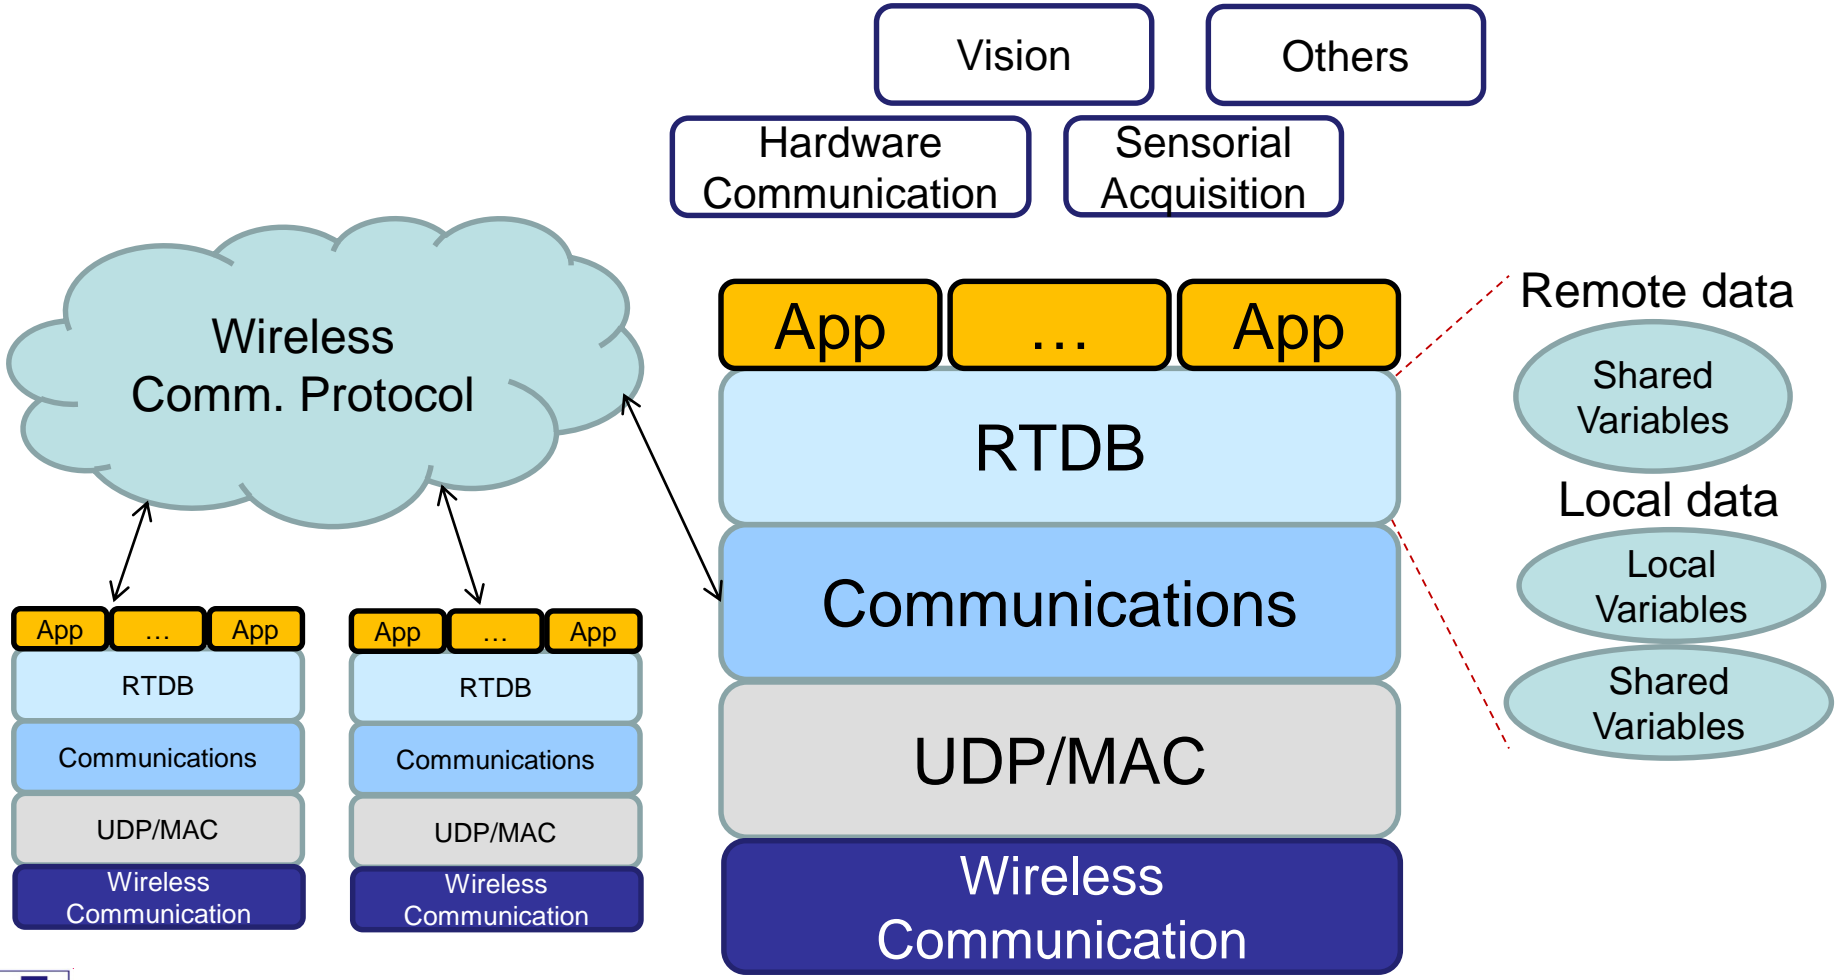 Vision
Others
Hardware
Communication
Sensorial
Acquisition
Wireless
Comm. Protocol
App
...
App
RTDB
Communications
UDP/MAC
Wireless
Communication
Remote data
Shared
Variables
Local data
Local
Variables
Shared
Variables
App
...
App
RTDB
Communications
UDP/MAC
Wireless
Communication
App
...
App
RTDB
Communications
UDP/MAC
Wireless
Communication